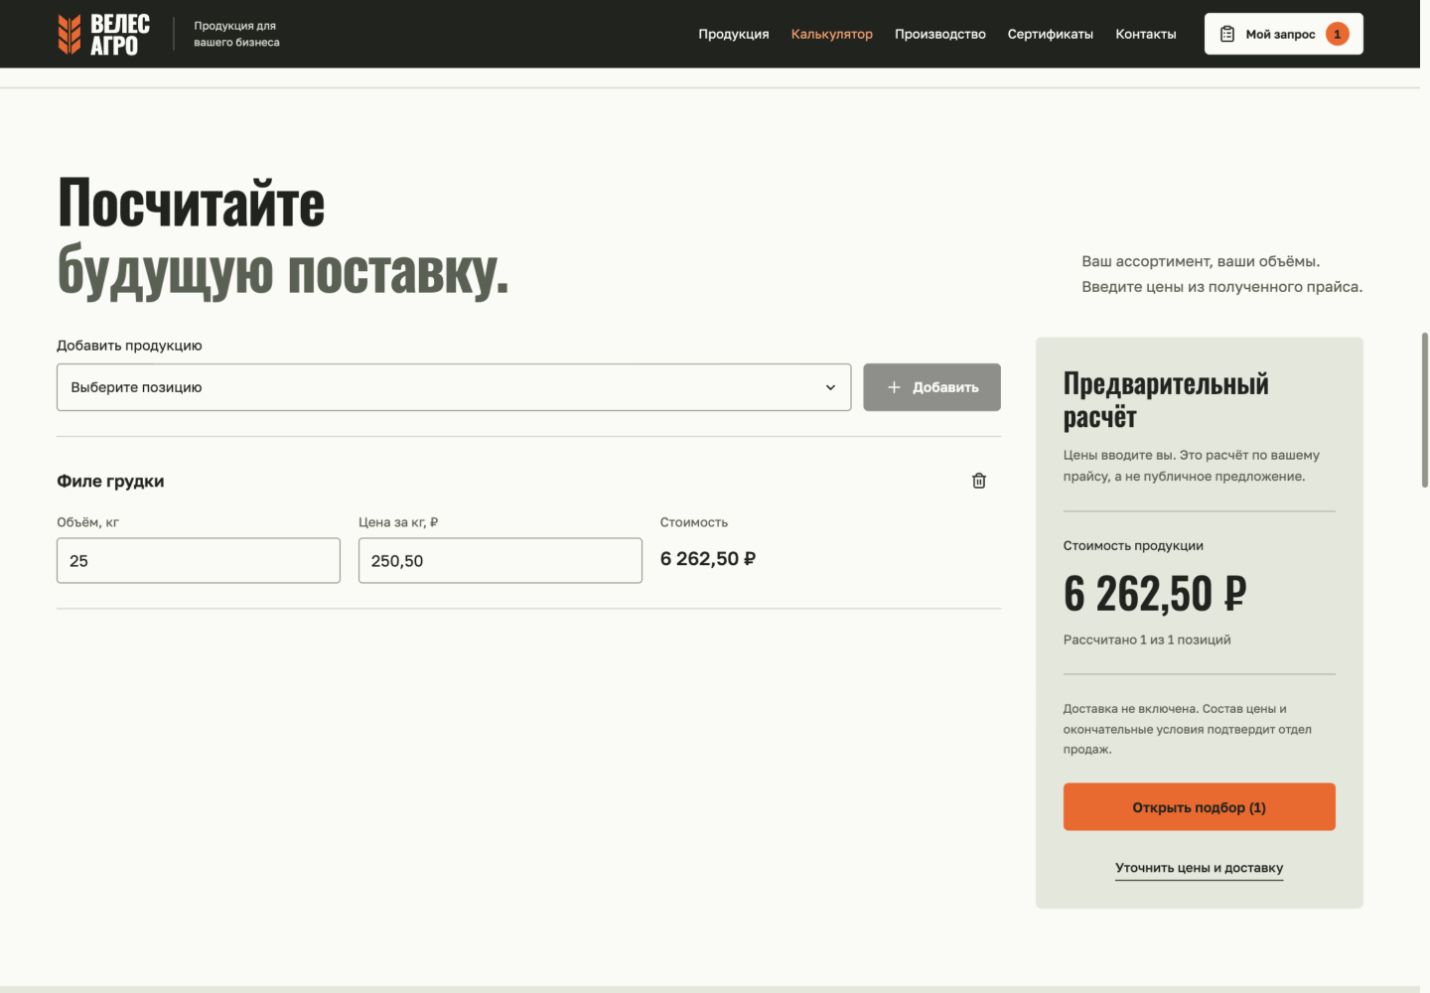 ВЕЛЕС
АГРО
Продукция для
вашего бизнеса
Продукция
Калькулятор
Производство
Сертификаты
Контакты
Мой запрос
1
Посчитайте
будущую поставку.
Ваш ассортимент, ваши объёмы.
Введите цены из полученного прайса.
Добавить продукцию
Выберите позицию
+ Добавить
Филе грудки
Объём, кг
Цена за кг, ₽
Стоимость
25
250,50
6 262,50 ₽
Предварительный
расчёт
Цены вводите вы. Это расчёт по вашему
прайсу, а не публичное предложение.
Стоимость продукции
6 262,50 ₽
Рассчитано 1 из 1 позиций
Доставка не включена. Состав цены и
окончательные условия подтвердит отдел
продаж.
Открыть подбор (1)
Уточнить цены и доставку